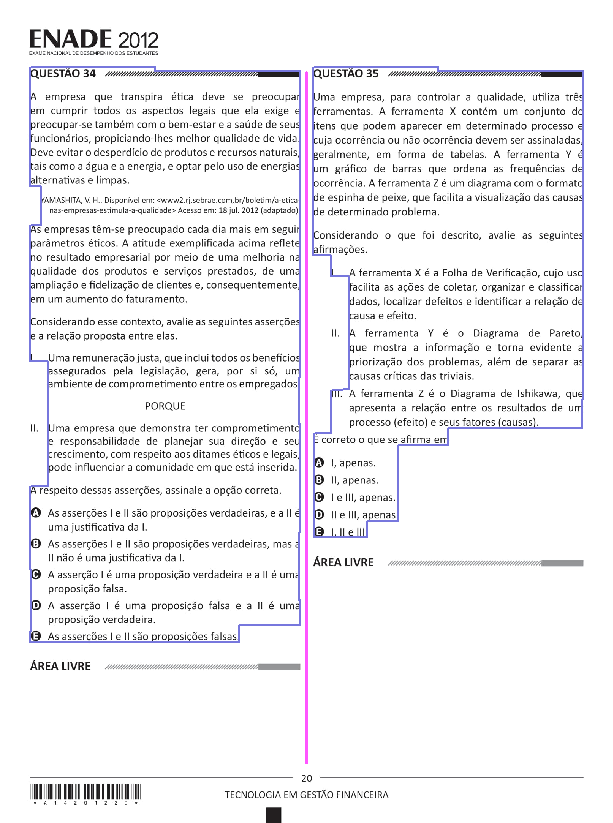 ENADE 2012
EXAME NACIONAL DE DESEMPENHO DOS ESTUDANTES
QUESTÃO 34
A empresa que transpira ética deve se preocupar
em cumprir todos os aspectos legais que ela exige e
preocupar-se também com o bem-estar e a saúde de seus
funcionários, propiciando-lhes melhor qualidade de vida.
Deve evitar o desperdício de produtos e recursos naturais,
tais como a água e a energia, e optar pelo uso de energias
alternativas e limpas.
YAMASHITA, V. H.. Disponível em: <www2.rj.sebrae.com.br/boletim/a-etica-
nas-empresas-estimula-a-qualidade> Acesso em: 18 jul. 2012 (adaptado).
As empresas têm-se preocupado cada dia mais em seguir
parâmetros éticos. A atitude exemplificada acima reflete
no resultado empresarial por meio de uma melhoria na
qualidade dos produtos e serviços prestados, de uma
ampliação e fidelização de clientes e, consequentemente,
em um aumento do faturamento.
Considerando esse contexto, avalie as seguintes asserções
e a relação proposta entre elas.
I. Uma remuneração justa, que inclui todos os benefícios
assegurados pela legislação, gera, por si só, um
ambiente de comprometimento entre os empregados.
PORQUE
II. Uma empresa que demonstra ter comprometimento
e responsabilidade de planejar sua direção e seu
crescimento, com respeito aos ditames éticos e legais,
pode influenciar a comunidade em que está inserida.
A respeito dessas asserções, assinale a opção correta.
A As asserções I e II são proposições verdadeiras, e a II é
uma justificativa da I.
B As asserções I e II são proposições verdadeiras, mas a
II não é uma justificativa da I.
C A asserção I é uma proposição verdadeira e a II é uma
proposição falsa.
D A asserção I é uma proposição falsa e a II é uma
proposição verdadeira.
E As asserções I e II são proposições falsas.
ÁREA LIVRE
QUESTÃO 35
Uma empresa, para controlar a qualidade, utiliza três
ferramentas. A ferramenta X contém um conjunto de
itens que podem aparecer em determinado processo e
cuja ocorrência ou não ocorrência devem ser assinaladas,
geralmente, em forma de tabelas. A ferramenta Y é
um gráfico de barras que ordena as frequências de
ocorrência. A ferramenta Z é um diagrama com o formato
de espinha de peixe, que facilita a visualização das causas
de determinado problema.
Considerando o que foi descrito, avalie as seguintes
afirmações.
I. A ferramenta X é a Folha de Verificação, cujo uso
facilita as ações de coletar, organizar e classificar
dados, localizar defeitos e identificar a relação de
causa e efeito.
II. A ferramenta Y é o Diagrama de Pareto,
que mostra a informação e torna evidente a
priorização dos problemas, além de separar as
causas críticas das triviais.
III. A ferramenta Z é o Diagrama de Ishikawa, que
apresenta a relação entre os resultados de um
processo (efeito) e seus fatores (causas).
É correto o que se afirma em
A I, apenas.
B II, apenas.
C I e III, apenas.
D II e III, apenas.
E I, II e III.
ÁREA LIVRE
20
TECNOLOGIA EM GESTÃO FINANCEIRA
*A14201220*